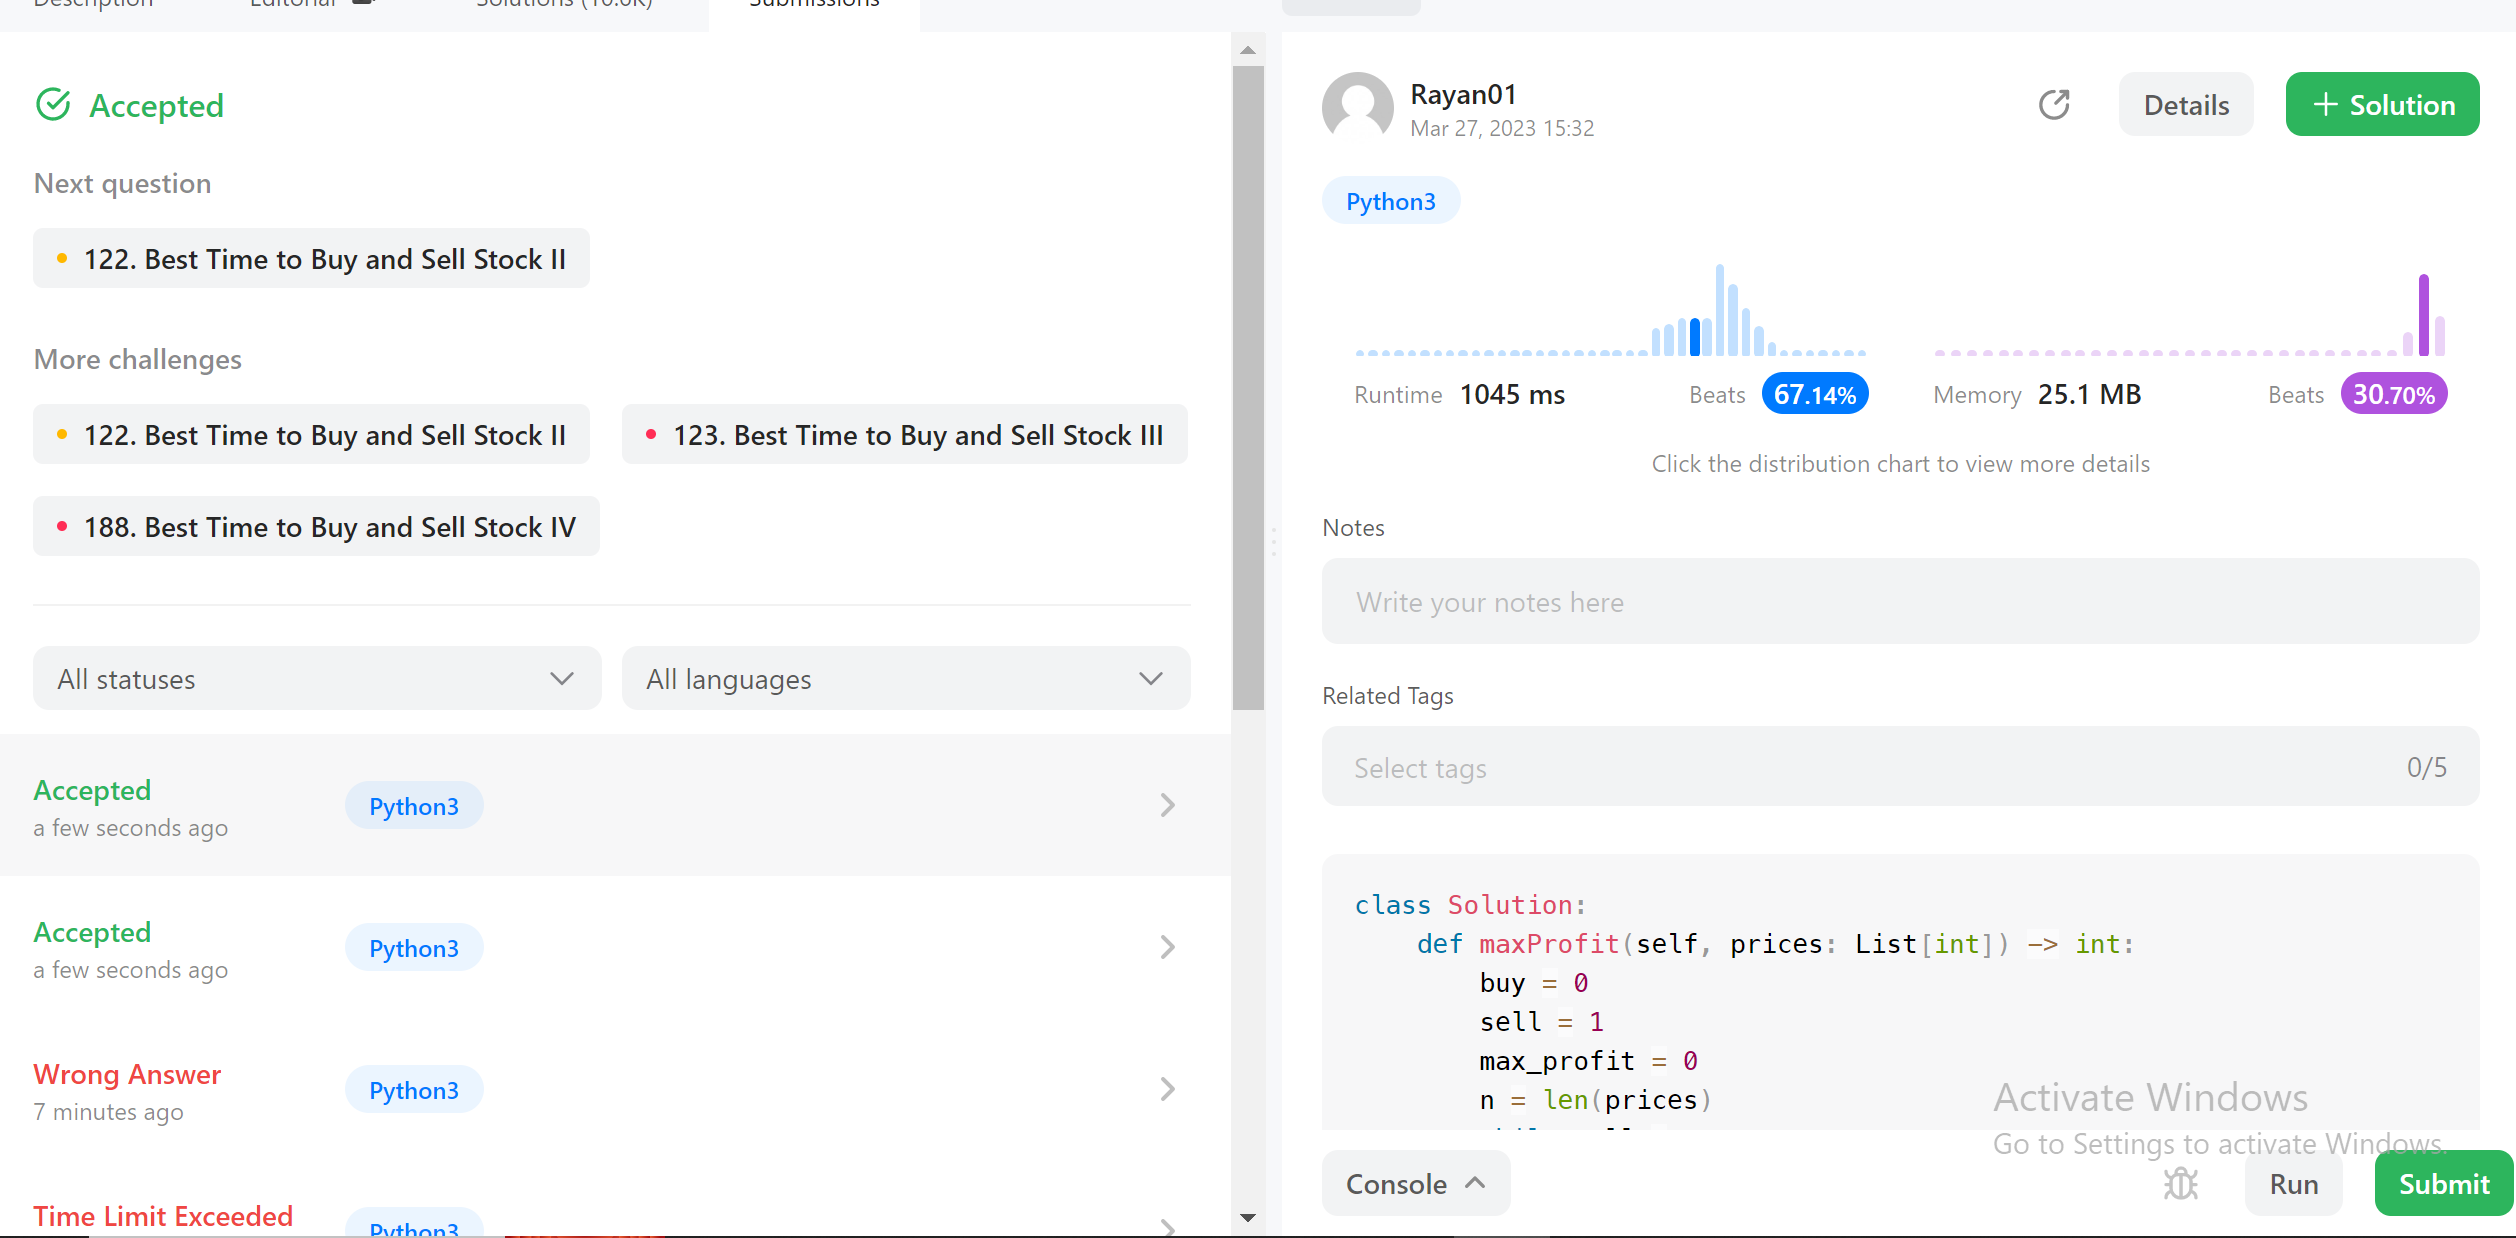 Description
Editorial
Solutions (10.0K)
Submissions
Accepted
Next question
122. Best Time to Buy and Sell Stock II
More challenges
122. Best Time to Buy and Sell Stock II
123. Best Time to Buy and Sell Stock III
188. Best Time to Buy and Sell Stock IV
All statuses
All languages
Accepted
a few seconds ago
Python3
Accepted
a few seconds ago
Python3
Wrong Answer
7 minutes ago
Python3
Time Limit Exceeded
Python3
Rayan01
Mar 27, 2023 15:32
Details
+ Solution
Python3
Runtime 1045 ms
Beats 67.14%
Memory 25.1 MB
Beats 30.70%
Click the distribution chart to view more details
Notes
Write your notes here
Related Tags
Select tags
0/5
class Solution:
    def maxProfit(self, prices: List[int]) -> int:
        buy = 0
        sell = 1
        max_profit = 0
        n = len(prices)
Activate Windows
Go to Settings to activate Windows.
Console
Run
Submit